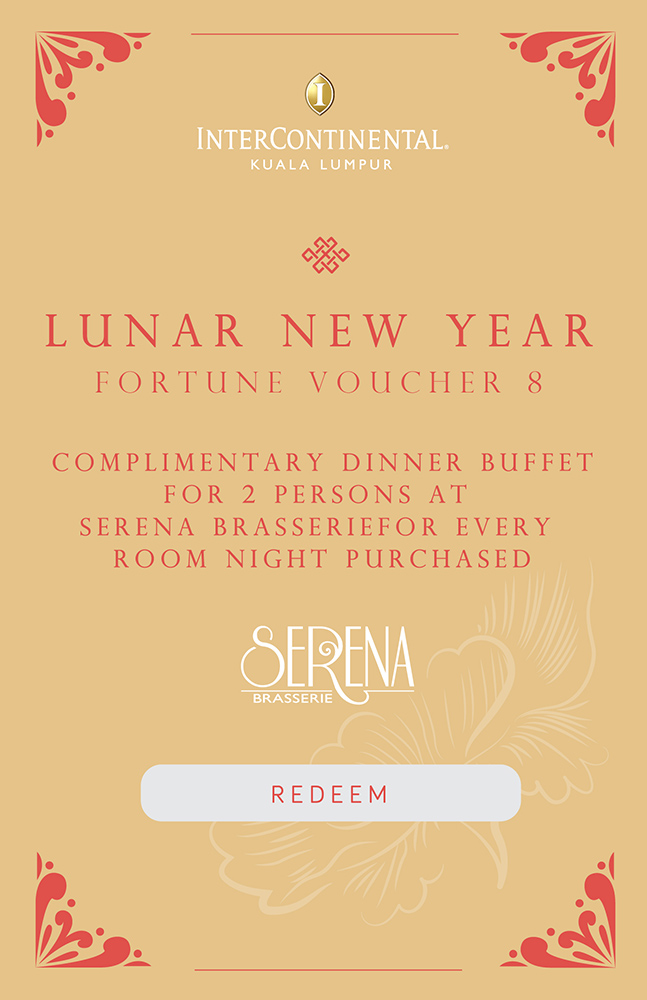 I
INTERCONTINENTAL®
KUALA LUMPUR
LUNAR NEW YEAR
FORTUNE VOUCHER 8
COMPLIMENTARY DINNER BUFFET
FOR 2 PERSONS AT
SERENA BRASSERIEFOR EVERY
ROOM NIGHT PURCHASED
SERENA
BRASSERIE
REDEEM